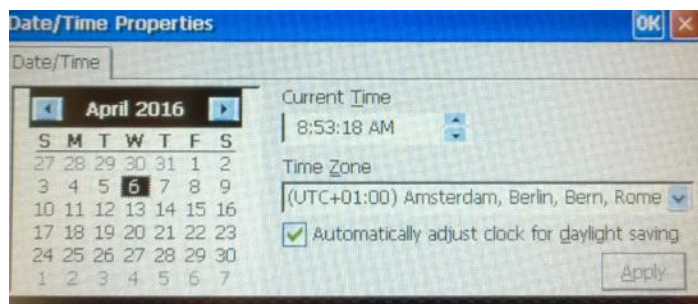 Date/Time Properties OK
Date/Time
April 2016
S M T W T F S
27 28 29 30 31 1 2
3 4 5 6 7 8 9
10 11 12 13 14 15 16
17 18 19 20 21 22 23
24 25 26 27 28 29 30
1 2 3 4 5 6 7
Current Time
8:53:18 AM
Time Zone
(UTC+01:00) Amsterdam, Berlin, Bern, Rome
Automatically adjust clock for daylight saving
Apply